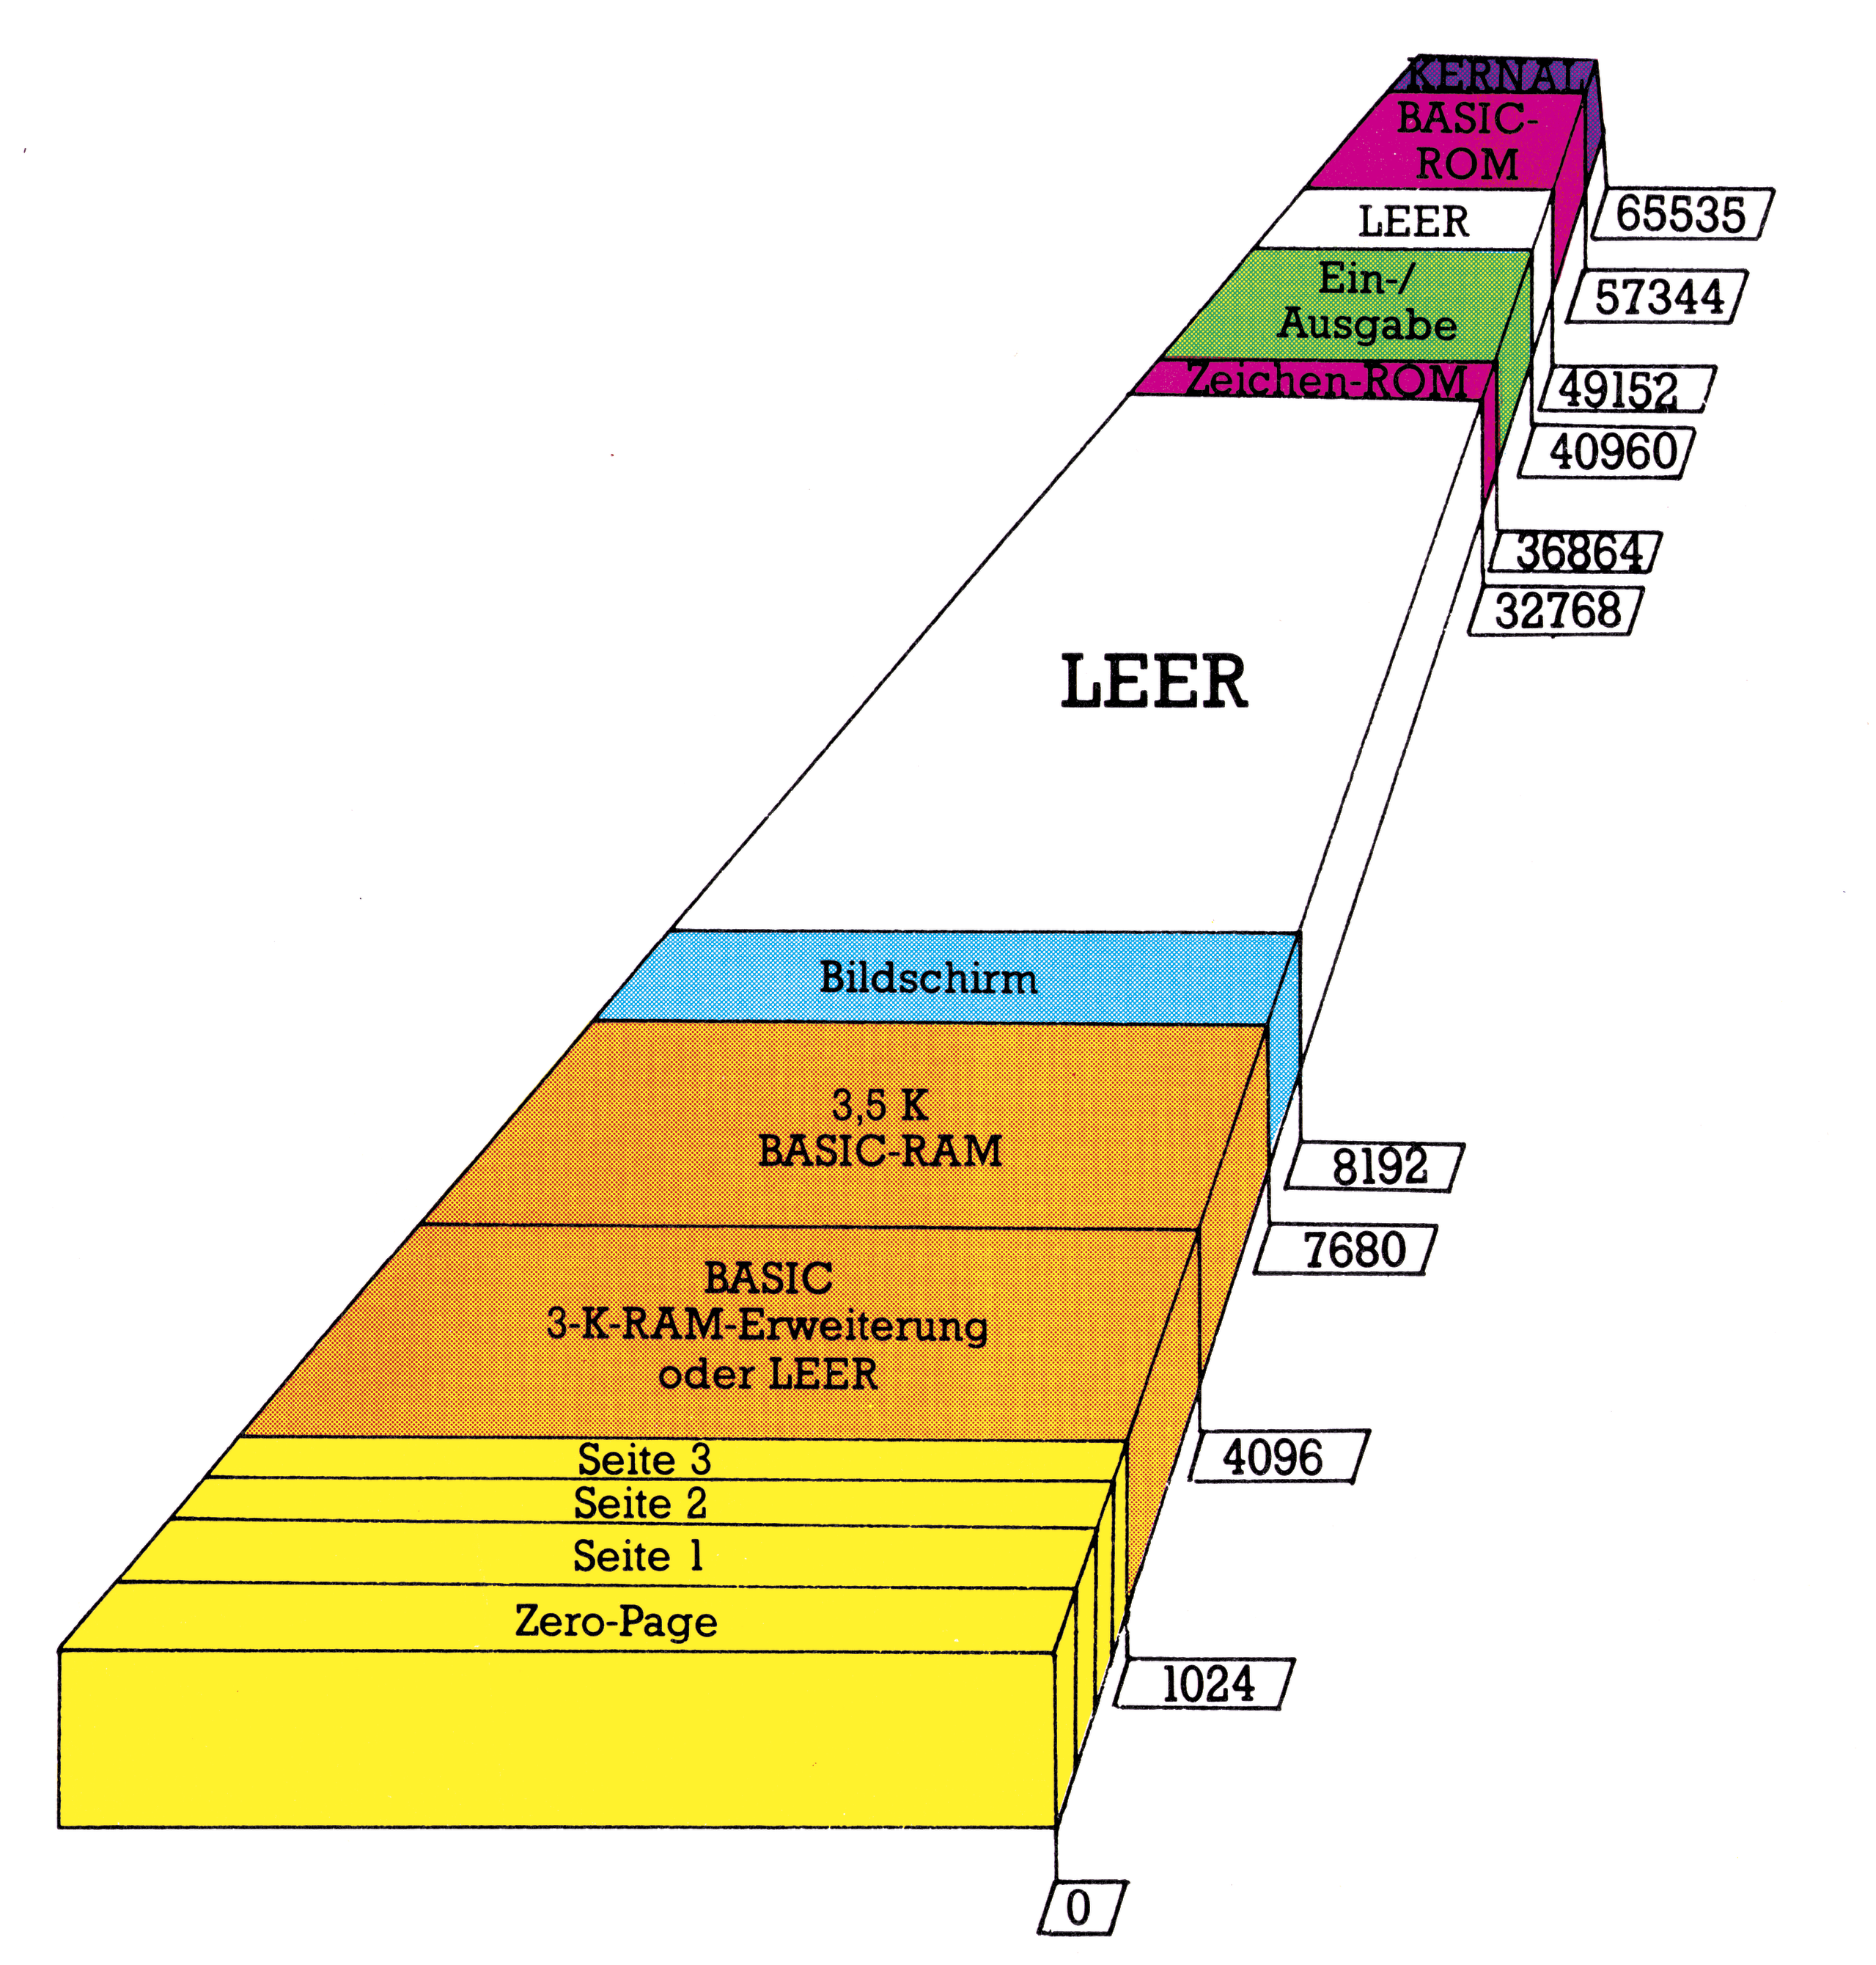 KERNAL
BASIC-
ROM
65535
LEER
57344
Ein-/
Ausgabe
49152
Zeichen-ROM
40960
36864
32768
LEER
Bildschirm
3,5 K
BASIC-RAM
8192
7680
BASIC
3-K-RAM-Erweiterung
oder LEER
4096
Seite 3
Seite 2
Seite 1
Zero-Page
1024
0